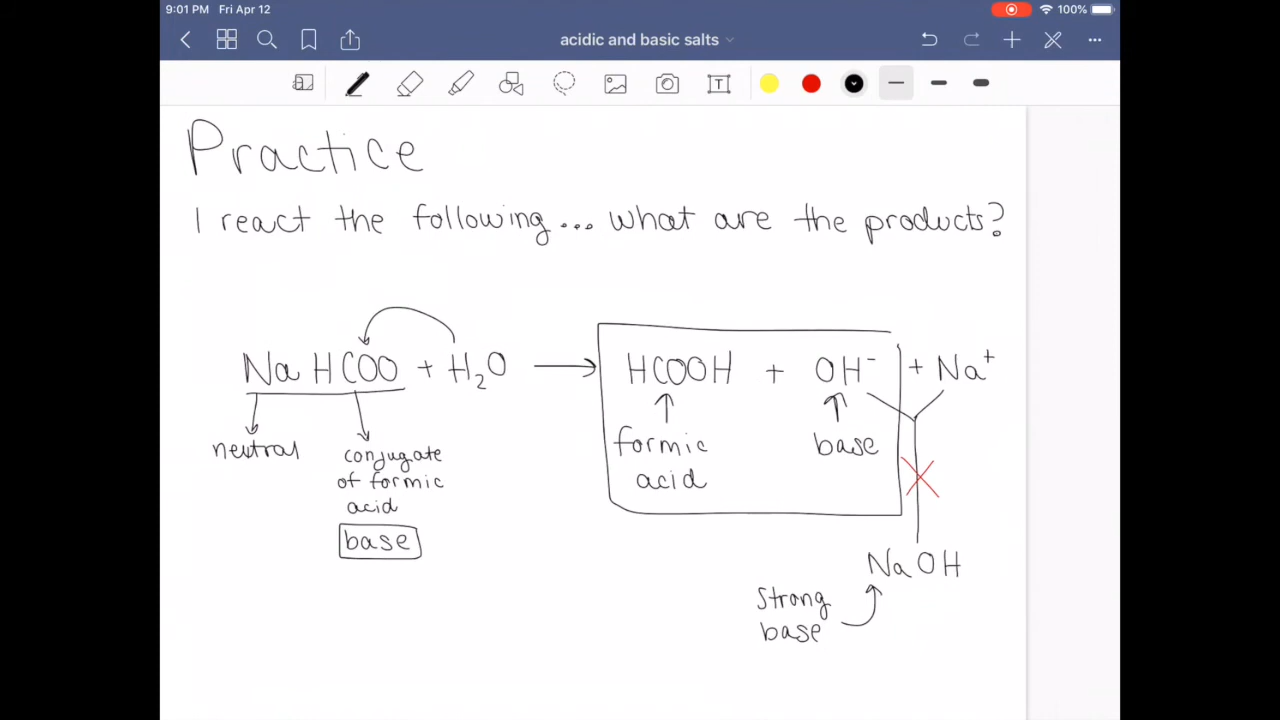 9:01 PM Fri Apr 12 100%
acidic and basic salts
T
Practice
I react the following... what are the products?
NaHCOO + H₂O → HCOOH + OH⁻ + Na⁺
neutral
conjugate
of formic
acid
base
formic
acid
base
NaOH
Strong
base